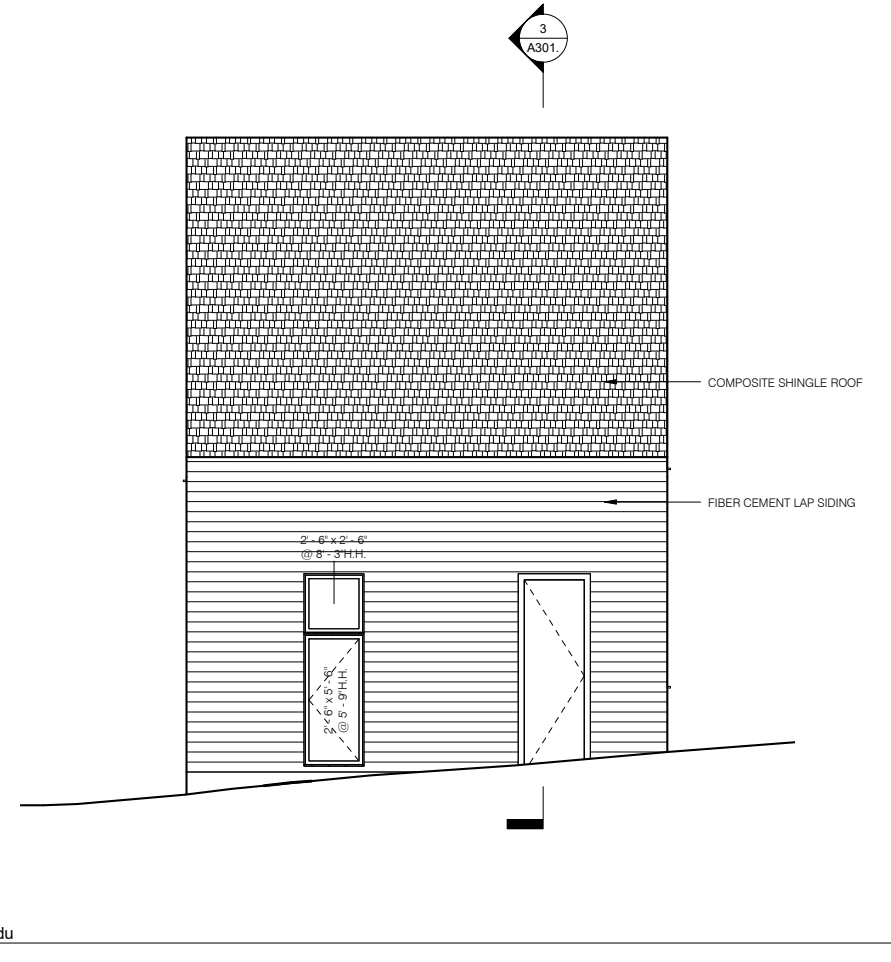 3
A301.
COMPOSITE SHINGLE ROOF
FIBER CEMENT LAP SIDING
2' - 6" x 2' - 6"
@ 8' - 3"H.H.
2' - 6" x 5' - 6"
@ 5' - 9"H.H.
du